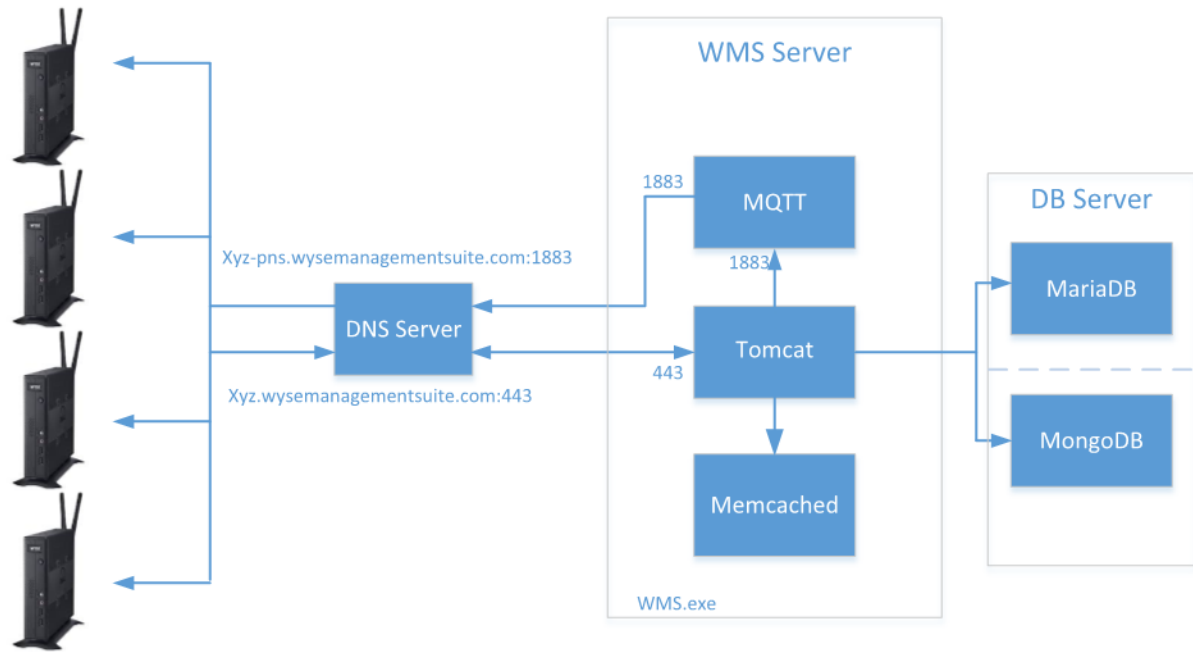 WMS Server
MQTT
1883
1883
Xyz-pns.wysemanagementsuite.com:1883
DNS Server
Tomcat
443
Xyz.wysemanagementsuite.com:443
Memcached
WMS.exe
DB Server
MariaDB
MongoDB